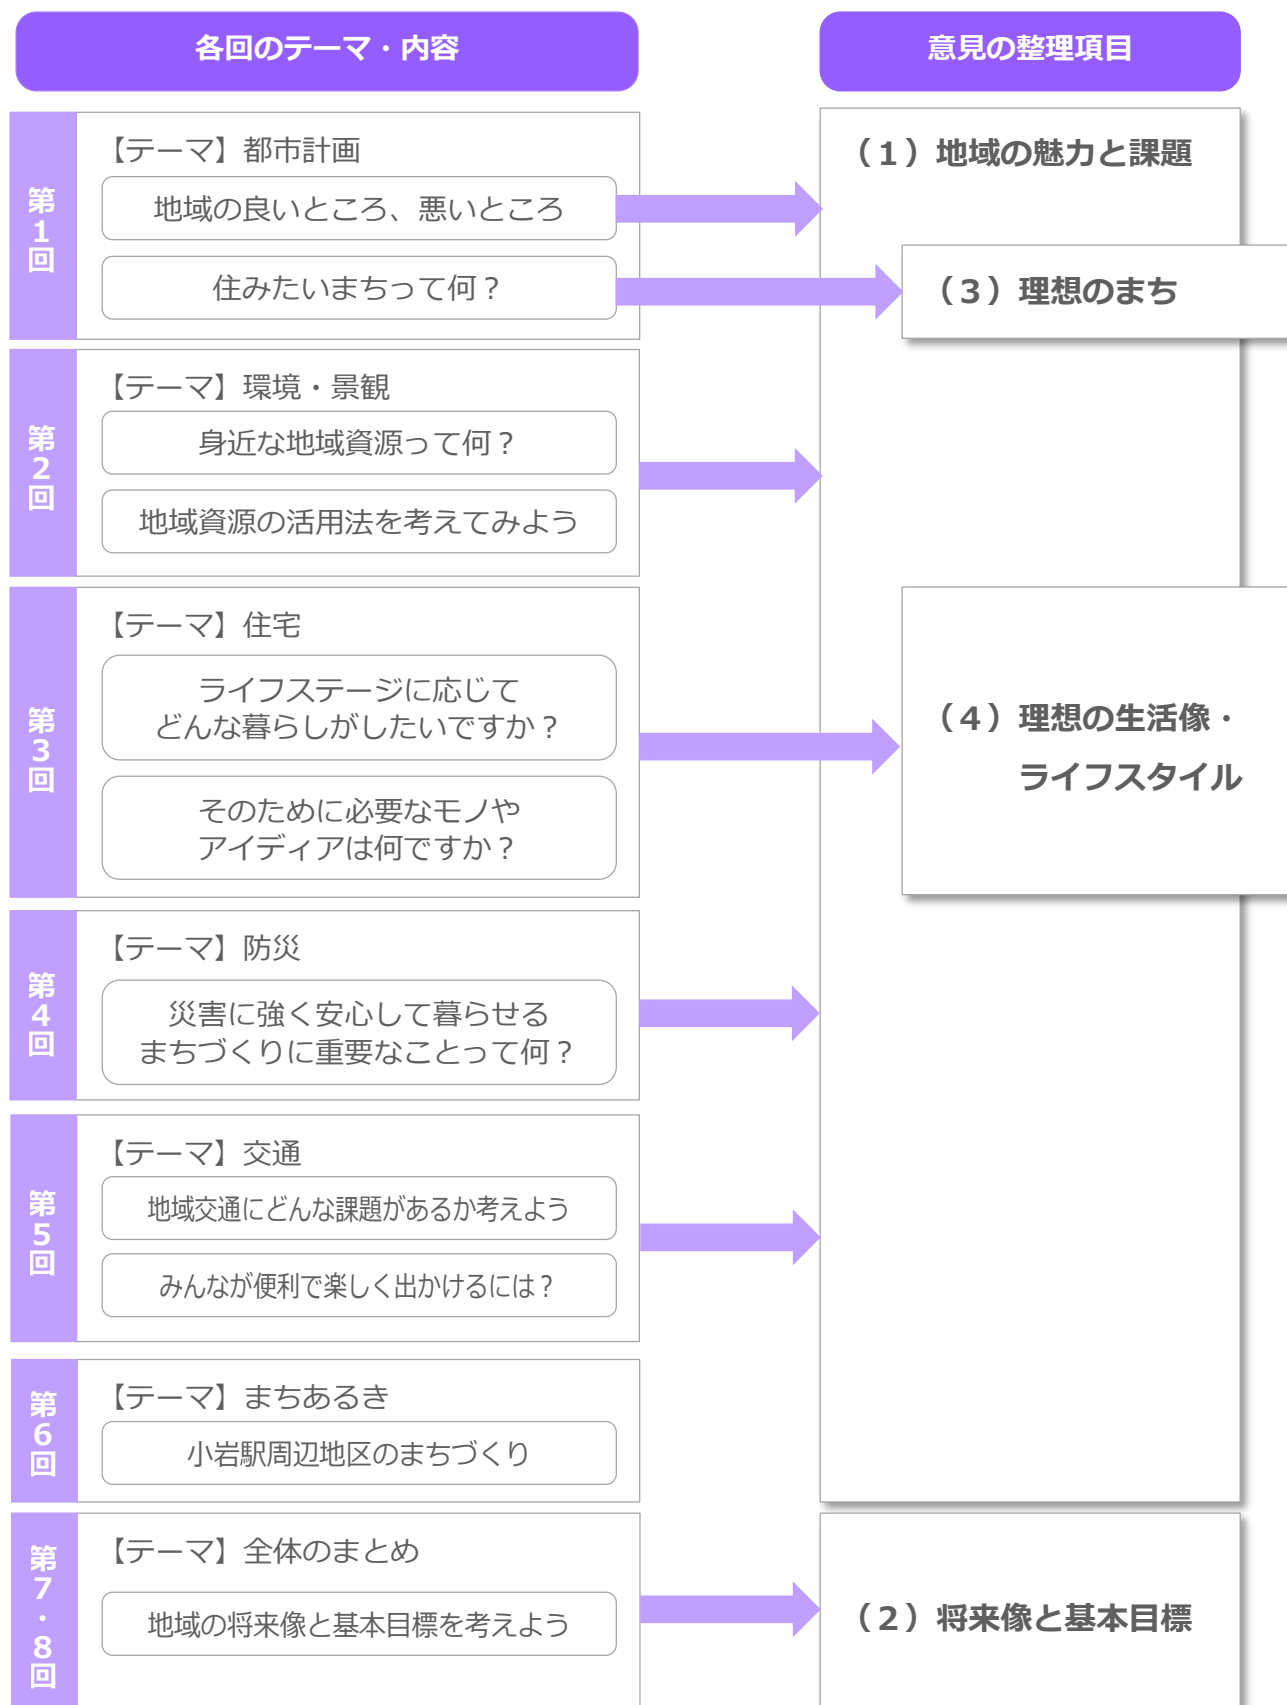 各回のテーマ・内容
意見の整理項目
第1回
【テーマ】都市計画
地域の良いところ、悪いところ
住みたいまちって何？
（１）地域の魅力と課題
（３）理想のまち
第2回
【テーマ】環境・景観
身近な地域資源って何？
地域資源の活用法を考えてみよう
第3回
【テーマ】住宅
ライフステージに応じて
どんな暮らしがしたいですか？
そのために必要なモノや
アイディアは何ですか？
（４）理想の生活像・
ライフスタイル
第4回
【テーマ】防災
災害に強く安心して暮らせる
まちづくりに重要なことって何？
第5回
【テーマ】交通
地域交通にどんな課題があるか考えよう
みんなが便利で楽しく出かけるには？
第6回
【テーマ】まちあるき
小岩駅周辺地区のまちづくり
第7・8回
【テーマ】全体のまとめ
地域の将来像と基本目標を考えよう
（２）将来像と基本目標